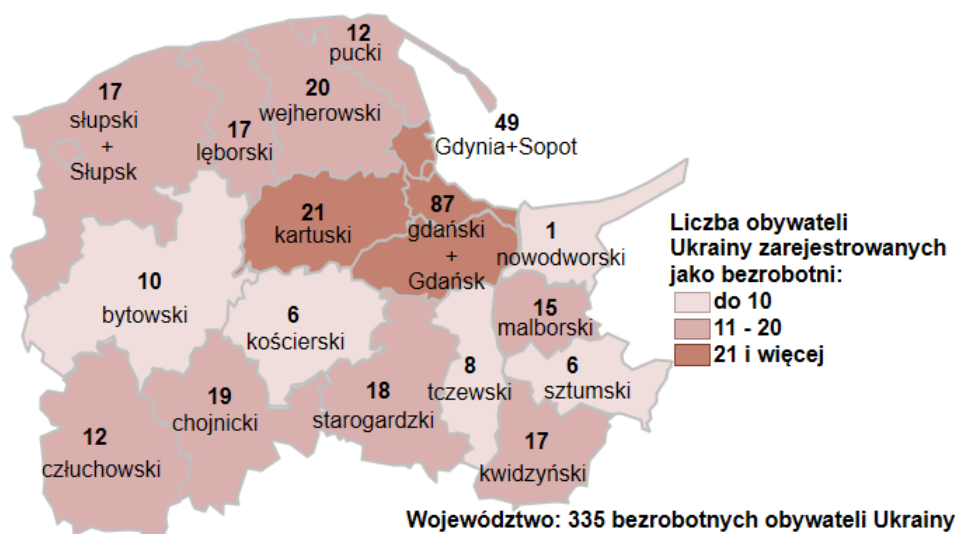 12
pucki
17
słupski
+
Słupsk
20
wejherowski
17
lęborski
49
Gdynia+Sopot
21
kartuski
87
gdański
+
Gdańsk
1
nowodworski
10
bytowski
6
kościerski
15
malborski
8
tczewski
6
sztumski
19
chojnicki
18
starogardzki
12
człuchowski
17
kwidzyński
Liczba obywateli
Ukrainy zarejestrowanych
jako bezrobotni:
do 10
11 - 20
21 i więcej
Województwo: 335 bezrobotnych obywateli Ukrainy